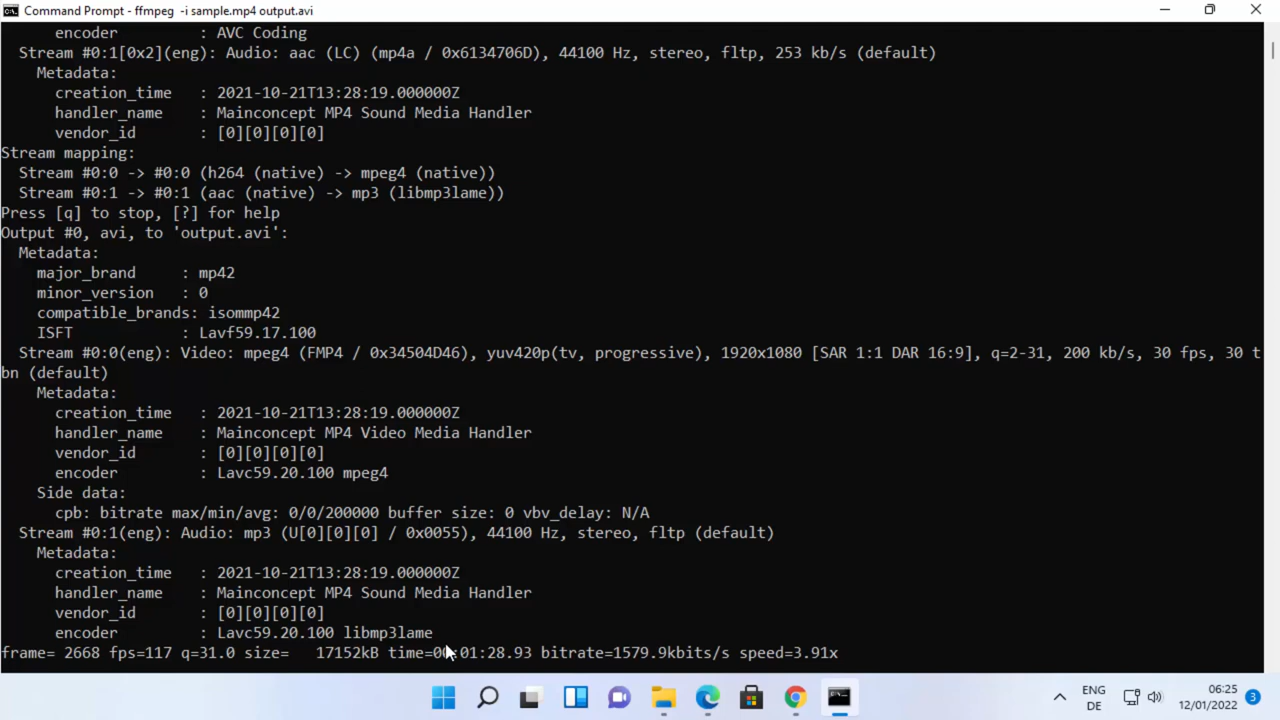 Command Prompt - ffmpeg  -i sample.mp4 output.avi
      encoder         : AVC Coding
  Stream #0:1[0x2](eng): Audio: aac (LC) (mp4a / 0x6134706D), 44100 Hz, stereo, fltp, 253 kb/s (default)
    Metadata:
      creation_time   : 2021-10-21T13:28:19.000000Z
      handler_name    : Mainconcept MP4 Sound Media Handler
      vendor_id       : [0][0][0][0]
Stream mapping:
  Stream #0:0 -> #0:0 (h264 (native) -> mpeg4 (native))
  Stream #0:1 -> #0:1 (aac (native) -> mp3 (libmp3lame))
Press [q] to stop, [?] for help
Output #0, avi, to 'output.avi':
  Metadata:
    major_brand     : mp42
    minor_version   : 0
    compatible_brands: isommp42
    ISFT            : Lavf59.17.100
  Stream #0:0(eng): Video: mpeg4 (FMP4 / 0x34504D46), yuv420p(tv, progressive), 1920x1080 [SAR 1:1 DAR 16:9], q=2-31, 200 kb/s, 30 fps, 30 t
bn (default)
    Metadata:
      creation_time   : 2021-10-21T13:28:19.000000Z
      handler_name    : Mainconcept MP4 Video Media Handler
      vendor_id       : [0][0][0][0]
      encoder         : Lavc59.20.100 mpeg4
    Side data:
      cpb: bitrate max/min/avg: 0/0/200000 buffer size: 0 vbv_delay: N/A
  Stream #0:1(eng): Audio: mp3 (U[0][0][0] / 0x0055), 44100 Hz, stereo, fltp (default)
    Metadata:
      creation_time   : 2021-10-21T13:28:19.000000Z
      handler_name    : Mainconcept MP4 Sound Media Handler
      vendor_id       : [0][0][0][0]
      encoder         : Lavc59.20.100 libmp3lame
frame= 2668 fps=117 q=31.0 size=   17152kB time=00:01:28.93 bitrate=1579.9kbits/s speed=3.91x
ENG
DE
06:25
12/01/2022
3